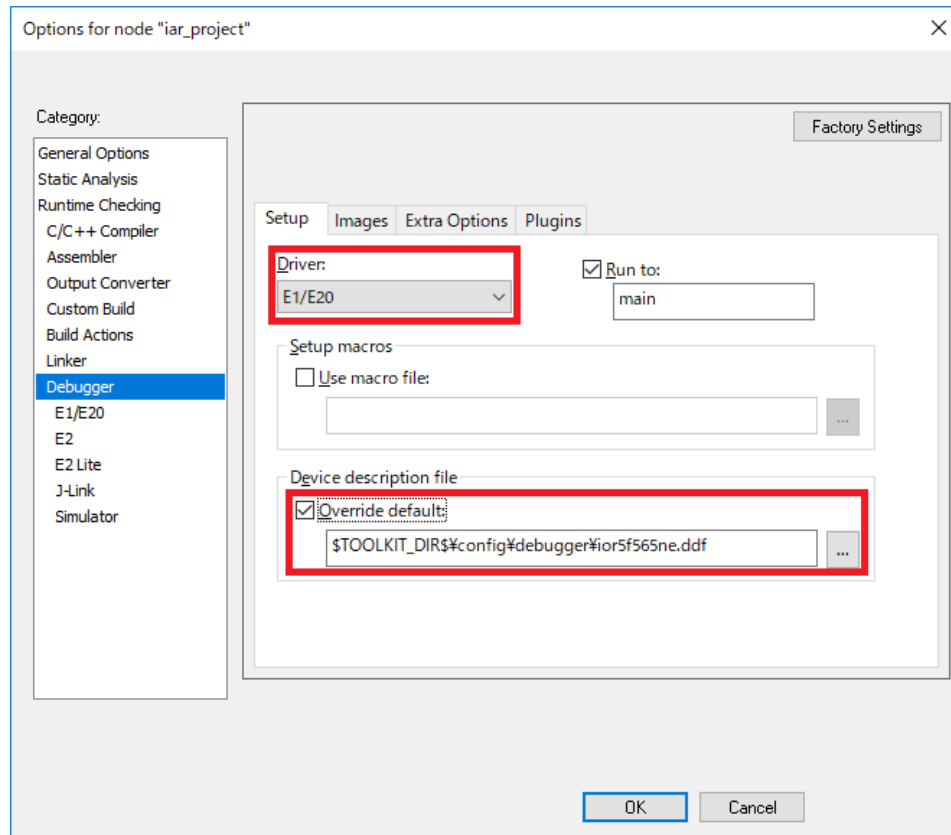 Options for node "iar_project"
Category:
Factory Settings
General Options
Static Analysis
Runtime Checking
C/C++ Compiler
Assembler
Output Converter
Custom Build
Build Actions
Linker
Debugger
E1/E20
E2
E2 Lite
J-Link
Simulator
Setup Images Extra Options Plugins
Driver:
E1/E20
Run to:
main
Setup macros
Use macro file:
...
Device description file
Override default:
$TOOLKIT_DIR$¥config¥debugger¥ior5f565ne.ddf
...
OK Cancel